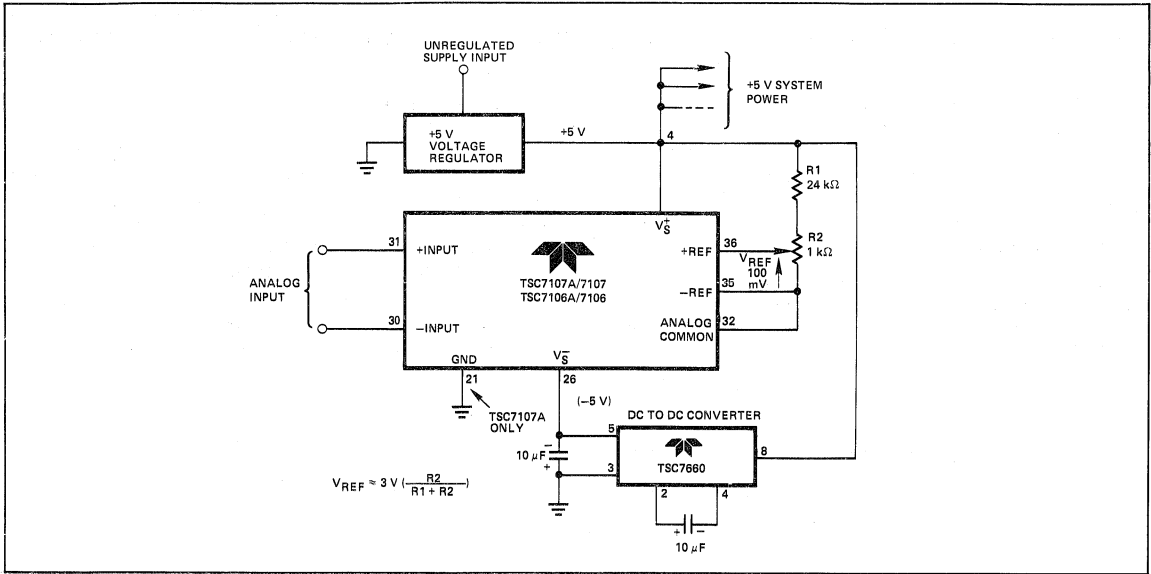 UNREGULATED
SUPPLY INPUT
+5 V SYSTEM
POWER
+5 V
VOLTAGE
REGULATOR
+5 V
4
R1
24 kΩ
V+S
31
+INPUT
+REF
36
R2
1 kΩ
VREF
100
mV
TSC7107A/7107
TSC7106A/7106
ANALOG
INPUT
35
−REF
30
−INPUT
ANALOG
COMMON
32
GND
V−S
21
26
TSC7107A
ONLY
(−5 V)
DC TO DC CONVERTER
5
−
10 µF
+
3
TSC7660
8
2
4
+ −
10 µF
VREF ≈ 3 V (R2
R1 + R2)